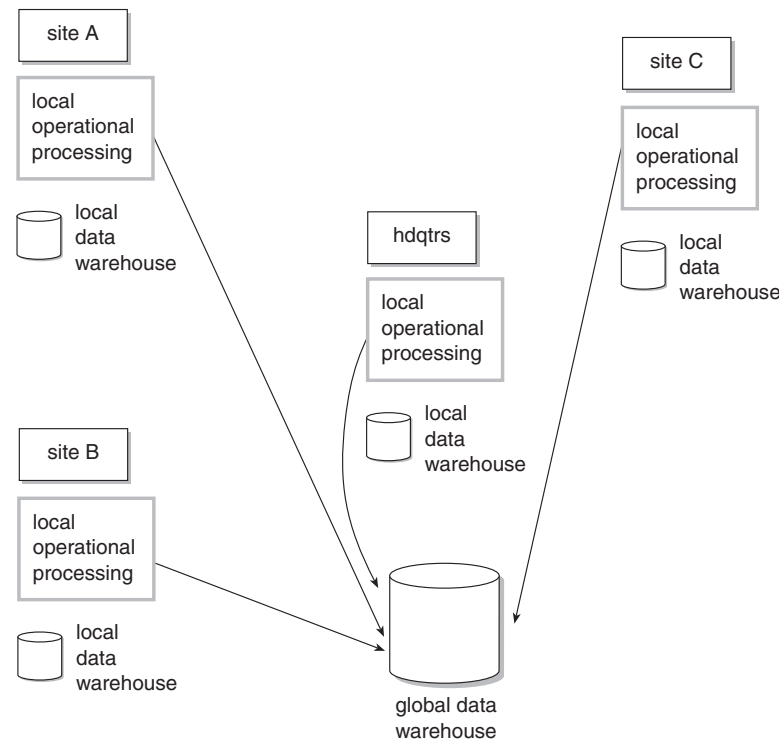 site A
local
operational
processing
local
data
warehouse
site B
local
operational
processing
local
data
warehouse
hdqtrs
local
operational
processing
local
data
warehouse
global data
warehouse
site C
local
operational
processing
local
data
warehouse